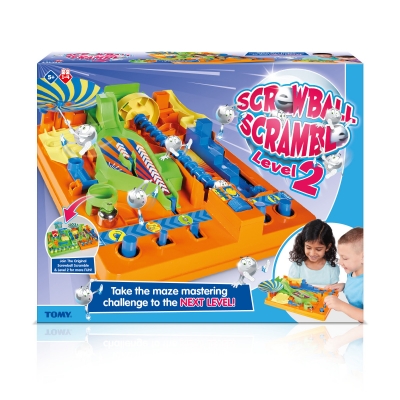 5+
SCREWBALL
SCRAMBLE
Level 2
Join The Original
Screwball Scramble
& Level 2 for more FUN!
Take the maze mastering
challenge to the NEXT LEVEL!
TOMY